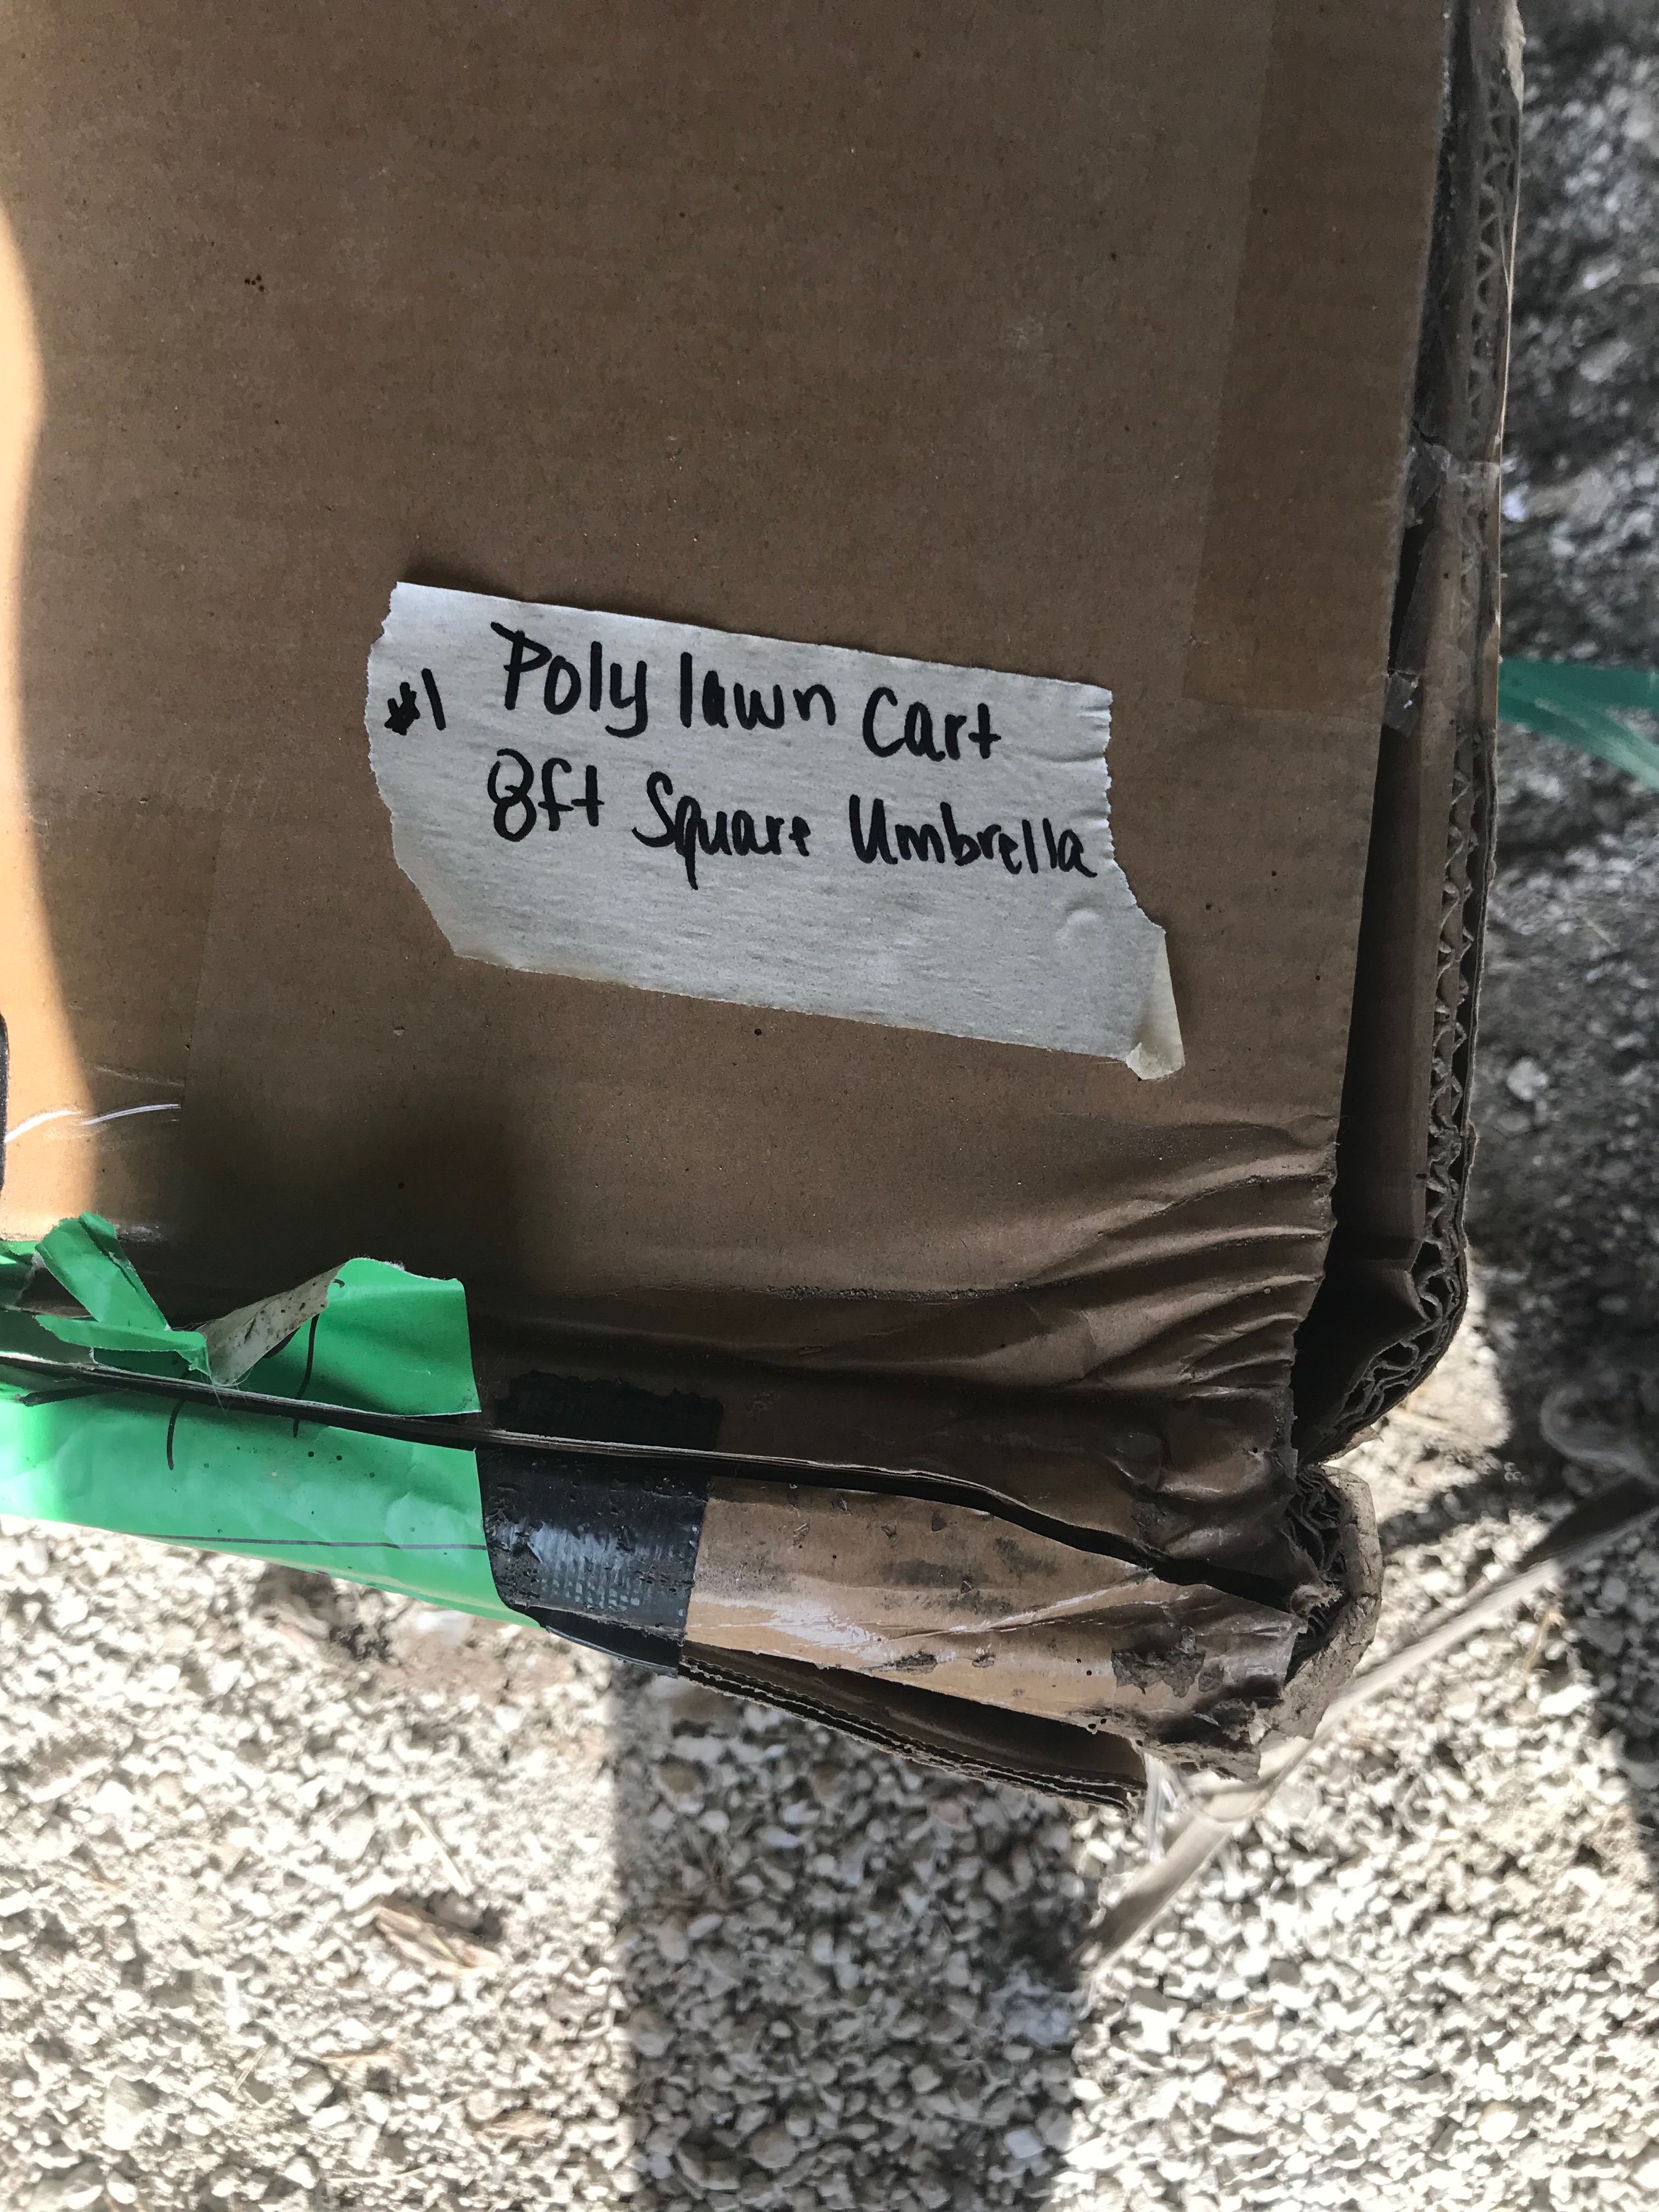 #1 Poly lawn Cart
8ft Square Umbrella